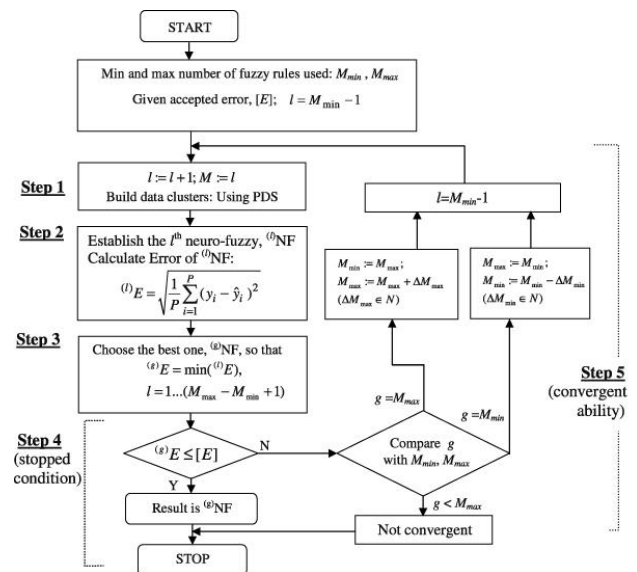 START
Min and max number of fuzzy rules used: M_min , M_max
Given accepted error, [E]; l = M_min − 1
Step 1
l := l + 1; M := l
Build data clusters: Using PDS
l=M_min-1
Step 2
Establish the l^th neuro-fuzzy, ^(l)NF
Calculate Error of ^(l)NF:
^(l)E = √(1/P ∑_{i=1}^{P} (y_i − ŷ_i)^2)
M_min := M_max ;
M_max := M_max + ΔM_max
(ΔM_max ∈ N)
M_max := M_min ;
M_min := M_min − ΔM_min
(ΔM_min ∈ N)
Step 3
Choose the best one, ^(g)NF, so that
^(g)E = min(^(l)E),
l = 1...(M_max − M_min + 1)
Step 5
(convergent
ability)
g =M_max
g =M_min
Step 4
(stopped
condition)
^(g)E ≤ [E]
N
Compare g
with M_min, M_max
Y
g < M_max
Result is ^(g)NF
Not convergent
STOP